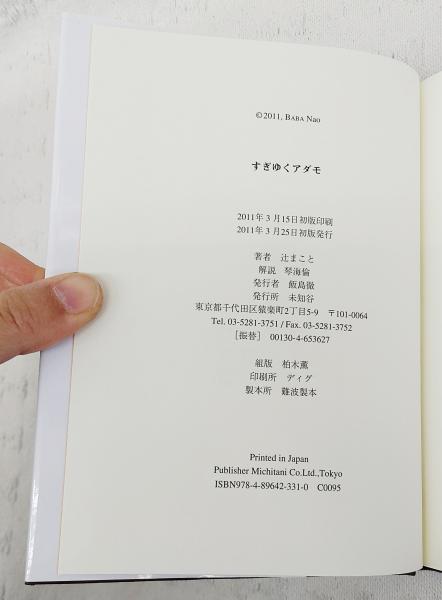 ©2011, BABA Nao
すぎゆくアダモ
2011年3月15日初版印刷
2011年3月25日初版発行
著者 辻まこと
解説 琴海倫
発行者 飯島徹
発行所 未知谷
東京都千代田区猿楽町2丁目5-9 〒101-0064
Tel. 03-5281-3751 / Fax. 03-5281-3752
［振替］ 00130-4-653627
組版 柏木薫
印刷所 ディグ
製本所 難波製本
Printed in Japan
Publisher Michitani Co.Ltd.,Tokyo
ISBN978-4-89642-331-0 C0095